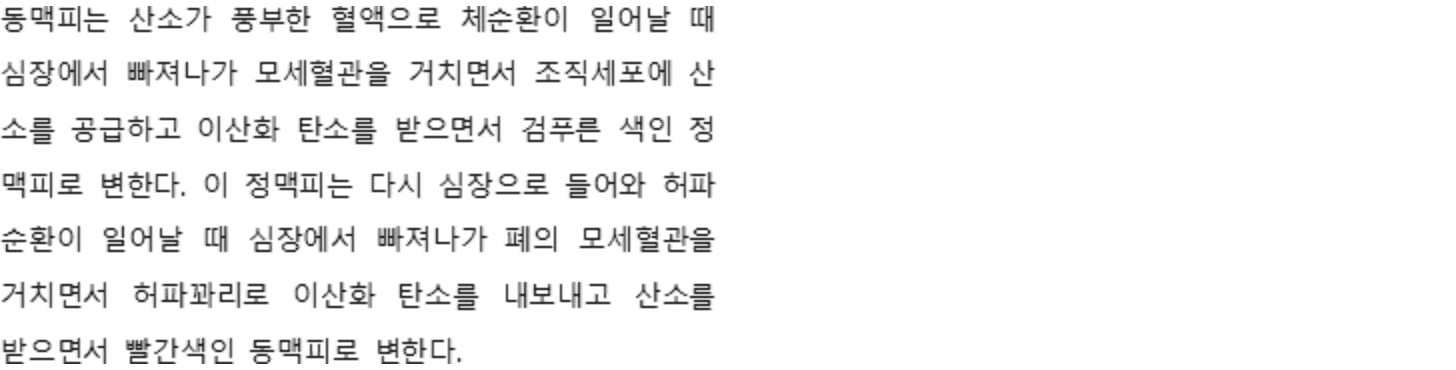 동맥피는 산소가 풍부한 혈액으로 체순환이 일어날 때
심장에서 빠져나가 모세혈관을 거치면서 조직세포에 산
소를 공급하고 이산화 탄소를 받으면서 검푸른 색인 정
맥피로 변한다. 이 정맥피는 다시 심장으로 들어와 허파
순환이 일어날 때 심장에서 빠져나가 폐의 모세혈관을
거치면서 허파꽈리로 이산화 탄소를 내보내고 산소를
받으면서 빨간색인 동맥피로 변한다.